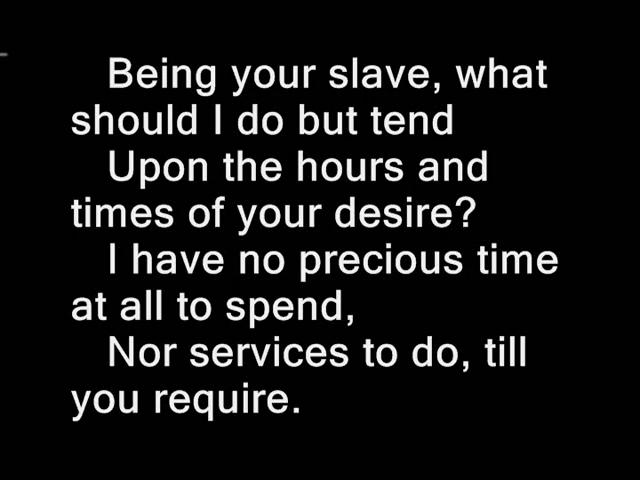 Being your slave, what
should I do but tend
Upon the hours and
times of your desire?
I have no precious time
at all to spend,
Nor services to do, till
you require.